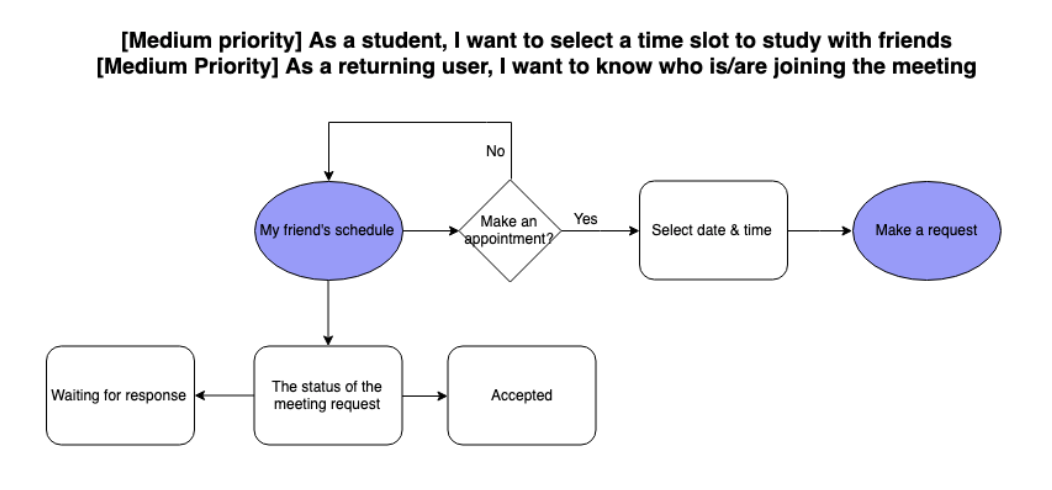 [Medium priority] As a student, I want to select a time slot to study with friends
[Medium Priority] As a returning user, I want to know who is/are joining the meeting
No
My friend's schedule
Make an
appointment?
Yes
Select date & time
Make a request
Waiting for response
The status of the
meeting request
Accepted